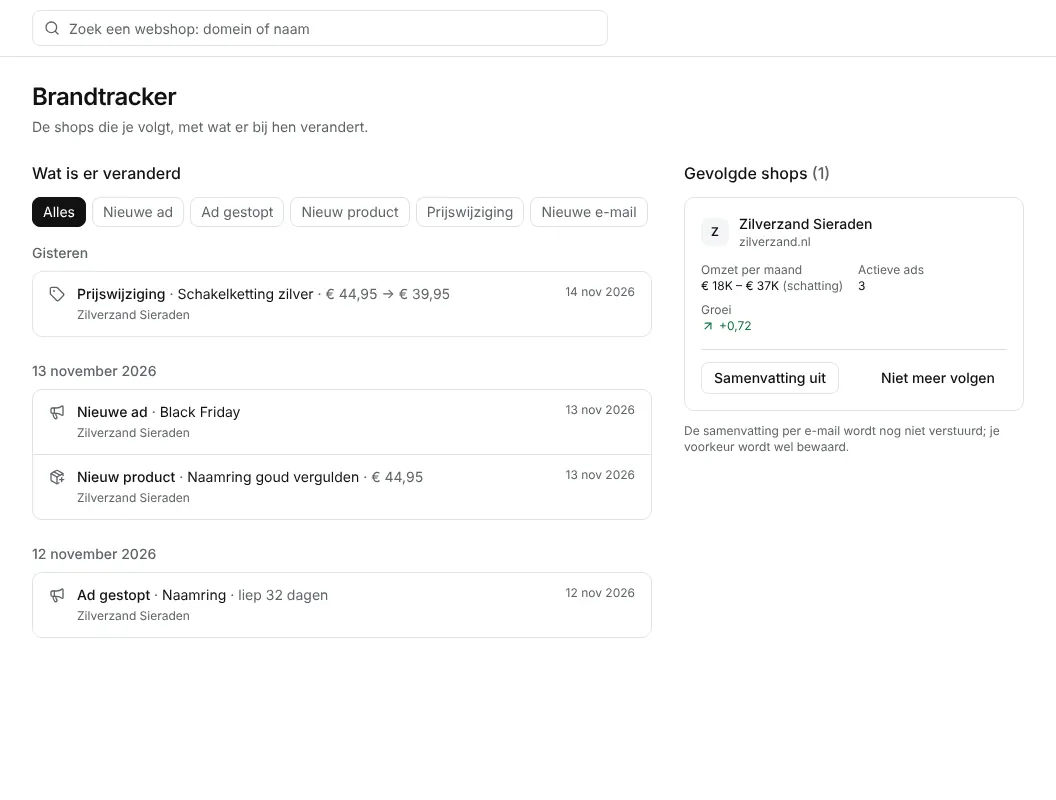 Zoek een webshop: domein of naam
Brandtracker
De shops die je volgt, met wat er bij hen verandert.
Wat is er veranderd
Alles
Nieuwe ad
Ad gestopt
Nieuw product
Prijswijziging
Nieuwe e-mail
Gisteren
Prijswijziging · Schakelketting zilver · € 44,95 → € 39,95
14 nov 2026
Zilverzand Sieraden
13 november 2026
Nieuwe ad · Black Friday
13 nov 2026
Zilverzand Sieraden
Nieuw product · Naamring goud vergulden · € 44,95
13 nov 2026
Zilverzand Sieraden
12 november 2026
Ad gestopt · Naamring · liep 32 dagen
12 nov 2026
Zilverzand Sieraden
Gevolgde shops (1)
Z
Zilverzand Sieraden
zilverzand.nl
Omzet per maand
€ 18K – € 37K (schatting)
Actieve ads
3
Groei
+0,72
Samenvatting uit
Niet meer volgen
De samenvatting per e-mail wordt nog niet verstuurd; je
voorkeur wordt wel bewaard.